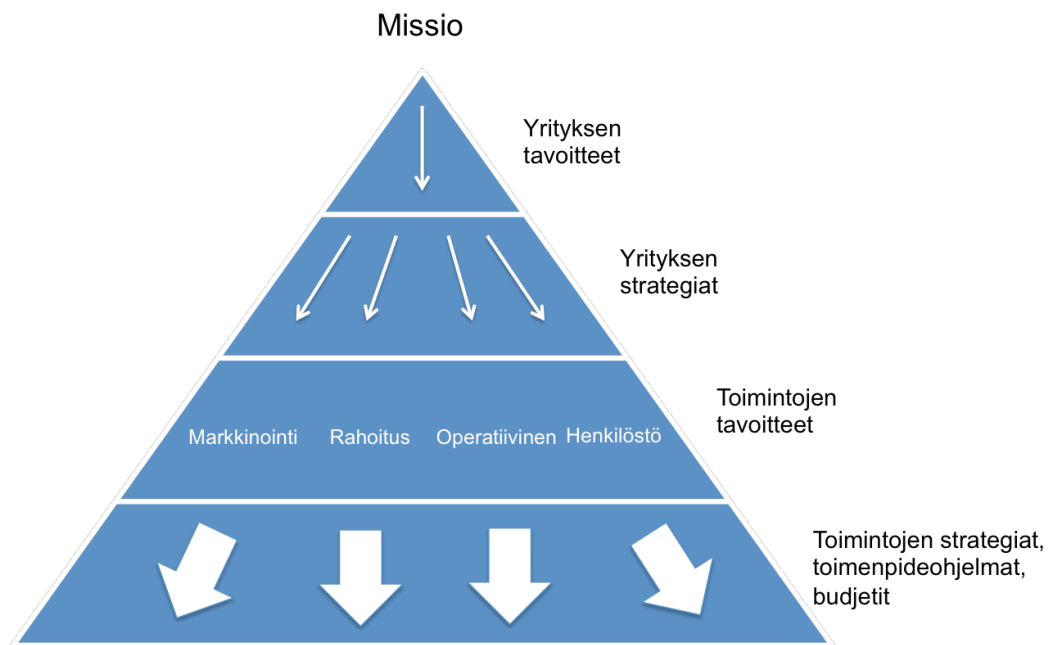 Missio
Yrityksen
tavoitteet
Yrityksen
strategiat
Toimintojen
tavoitteet
Markkinointi Rahoitus Operatiivinen Henkilöstö
Toimintojen strategiat,
toimenpideohjelmat,
budjetit